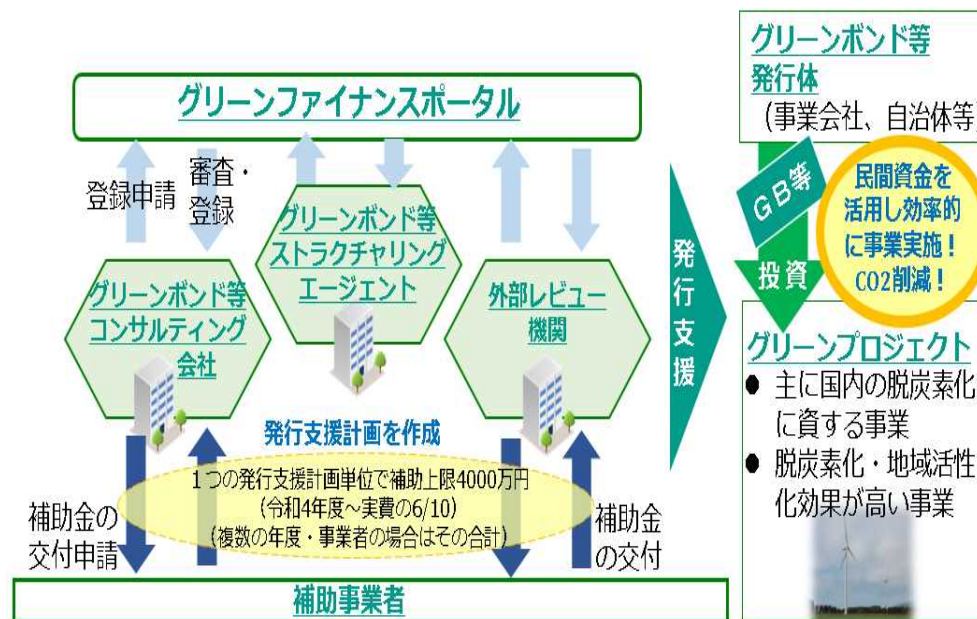 グリーンファイナンスポータル
登録申請
審査・
登録
グリーンボンド等
コンサルティング
会社
グリーンボンド等
ストラクチャリング
エージェント
外部レビュー
機関
発行支援計画を作成
1つの発行支援計画単位で補助上限4000万円
(令和4年度～実費の6/10)
(複数の年度・事業者の場合はその合計)
補助金の
交付申請
補助金
の交付
補助事業者
発行支援
グリーンボンド等
発行体
(事業会社、自治体等
GB等
投資
民間資金を
活用し効率的
に事業実施！
CO2削減！
グリーンプロジェクト
● 主に国内の脱炭素化
に資する事業
● 脱炭素化・地域活性
化効果が高い事業